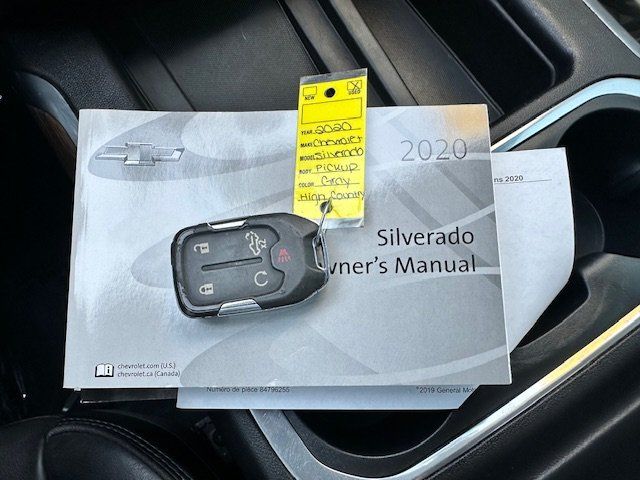 NEW USED
YEAR 2020
MAKE Chevrolet
MODEL Silverado
BODY Pickup
COLOR Gray
High Country
2020
ns 2020
Silverado
wner's Manual
chevrolet.com (U.S.)
chevrolet.ca (Canada)
Numéro de pièce 84796255
©2019 General Mot